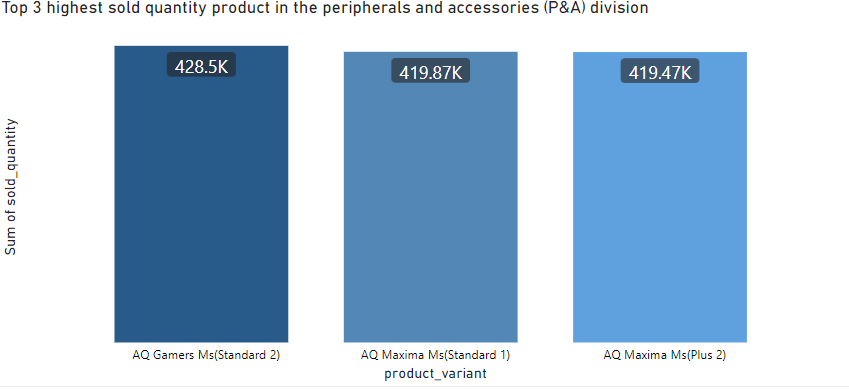 Top 3 highest sold quantity product in the peripherals and accessories (P&A) division
Sum of sold_quantity
428.5K
419.87K
419.47K
AQ Gamers Ms(Standard 2)
AQ Maxima Ms(Standard 1)
AQ Maxima Ms(Plus 2)
product_variant